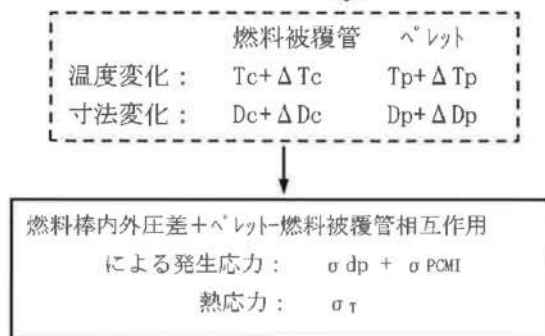 燃料被覆管 ペレット
温度変化： Tc+ΔTc Tp+ΔTp
寸法変化： Dc+ΔDc Dp+ΔDp
燃料棒内外圧差+ペレット-燃料被覆管相互作用
による発生応力： σdp + σPCMI
熱応力： σT